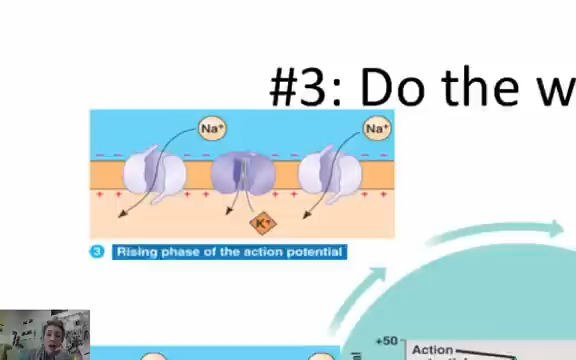 #3: Do the w
Na⁺
Na⁺
K⁺
3 Rising phase of the action potential
+50
Action